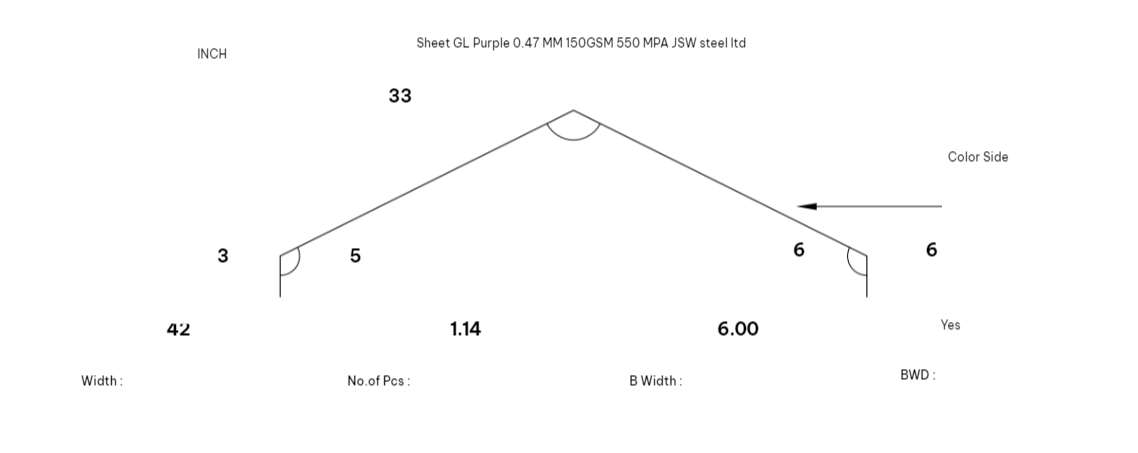 Sheet GL Purple 0.47 MM 150GSM 550 MPA JSW steel ltd
INCH
33
Color Side
3
5
6
6
42
1.14
6.00
Yes
Width :
No.of Pcs :
B Width :
BWD :